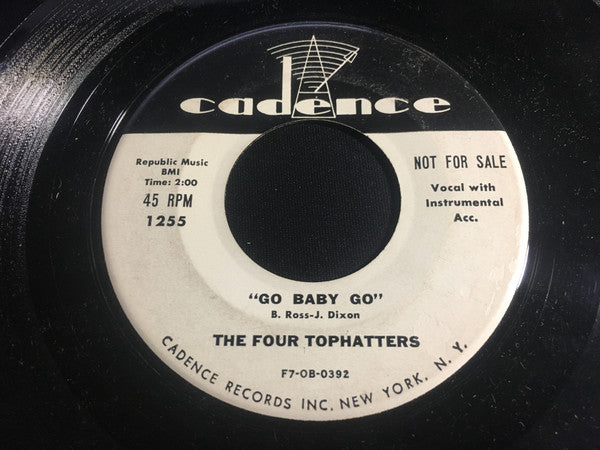 cadence
Republic Music
BMI
Time: 2:00
45 RPM
1255
NOT FOR SALE
Vocal with
Instrumental
Acc.
"GO BABY GO"
B. Ross-J. Dixon
THE FOUR TOPHATTERS
F7-OB-0392
CADENCE RECORDS INC. NEW YORK, N. Y.